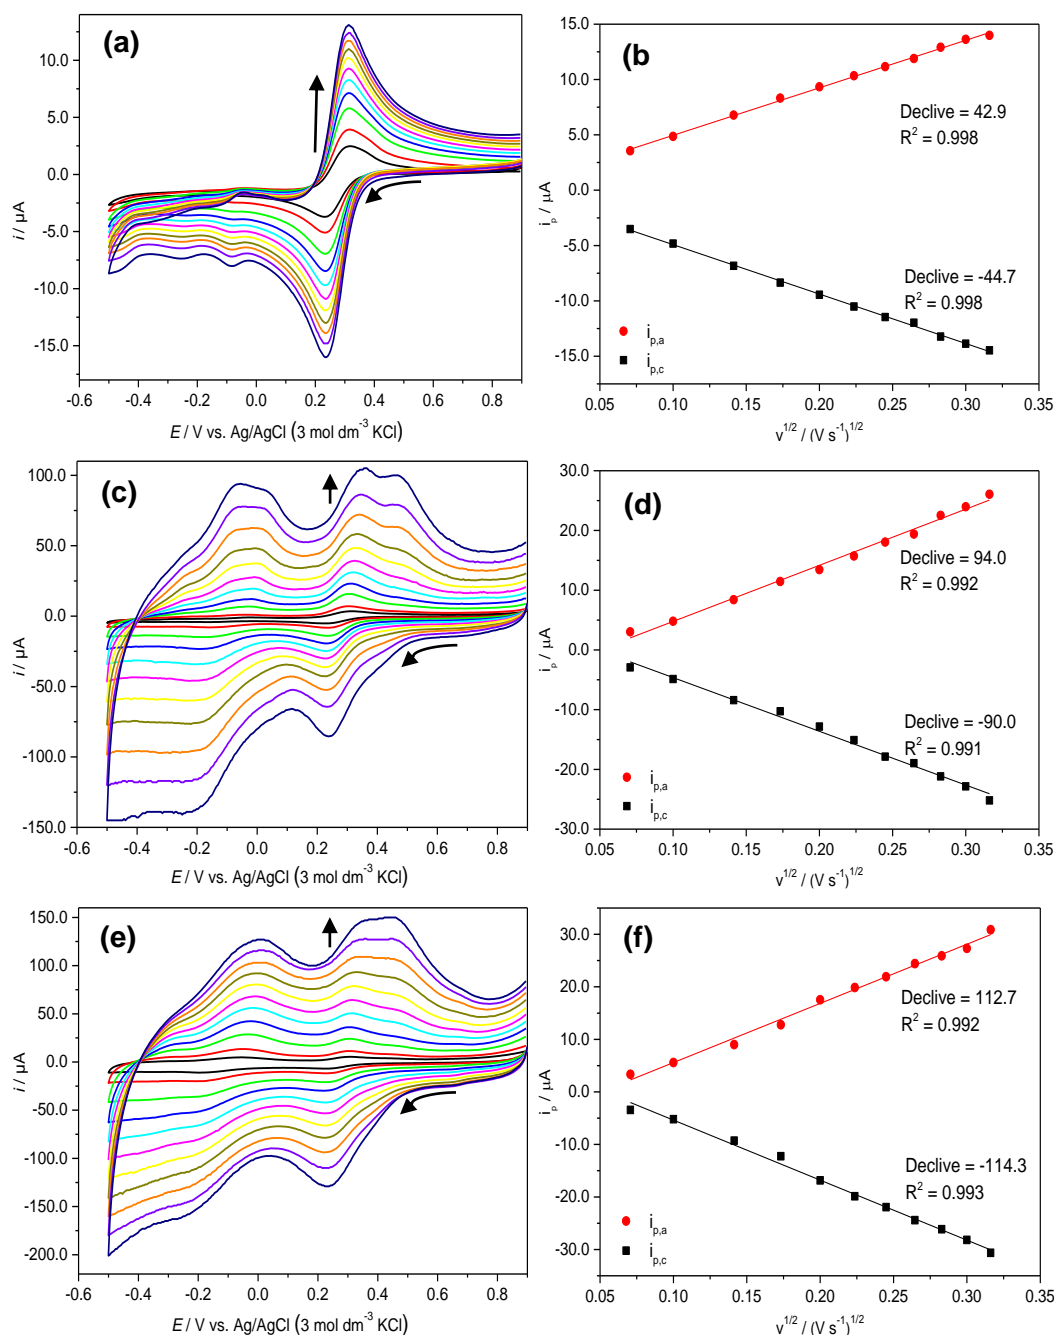 (a)
10.0
5.0
0.0
-5.0
-10.0
-15.0
i / µA
-0.6 -0.4 -0.2 0.0 0.2 0.4 0.6 0.8
E / V vs. Ag/AgCl (3 mol dm⁻³ KCl)
(b)
15.0
10.0
5.0
0.0
-5.0
-10.0
-15.0
i_p / µA
Declive = 42.9
R² = 0.998
Declive = -44.7
R² = 0.998
i_p,a
i_p,c
0.05 0.10 0.15 0.20 0.25 0.30 0.35
v^1/2 / (V s⁻¹)^1/2
(c)
100.0
50.0
0.0
-50.0
-100.0
-150.0
i / µA
-0.6 -0.4 -0.2 0.0 0.2 0.4 0.6 0.8
E / V vs. Ag/AgCl (3 mol dm⁻³ KCl)
(d)
30.0
20.0
10.0
0.0
-10.0
-20.0
-30.0
i_p / µA
Declive = 94.0
R² = 0.992
Declive = -90.0
R² = 0.991
i_p,a
i_p,c
0.05 0.10 0.15 0.20 0.25 0.30 0.35
v^1/2 / (V s⁻¹)^1/2
(e)
150.0
100.0
50.0
0.0
-50.0
-100.0
-150.0
-200.0
i / µA
-0.6 -0.4 -0.2 0.0 0.2 0.4 0.6 0.8
E / V vs. Ag/AgCl (3 mol dm⁻³ KCl)
(f)
30.0
20.0
10.0
0.0
-10.0
-20.0
-30.0
i_p / µA
Declive = 112.7
R² = 0.992
Declive = -114.3
R² = 0.993
i_p,a
i_p,c
0.05 0.10 0.15 0.20 0.25 0.30 0.35
v^1/2 / (V s⁻¹)^1/2